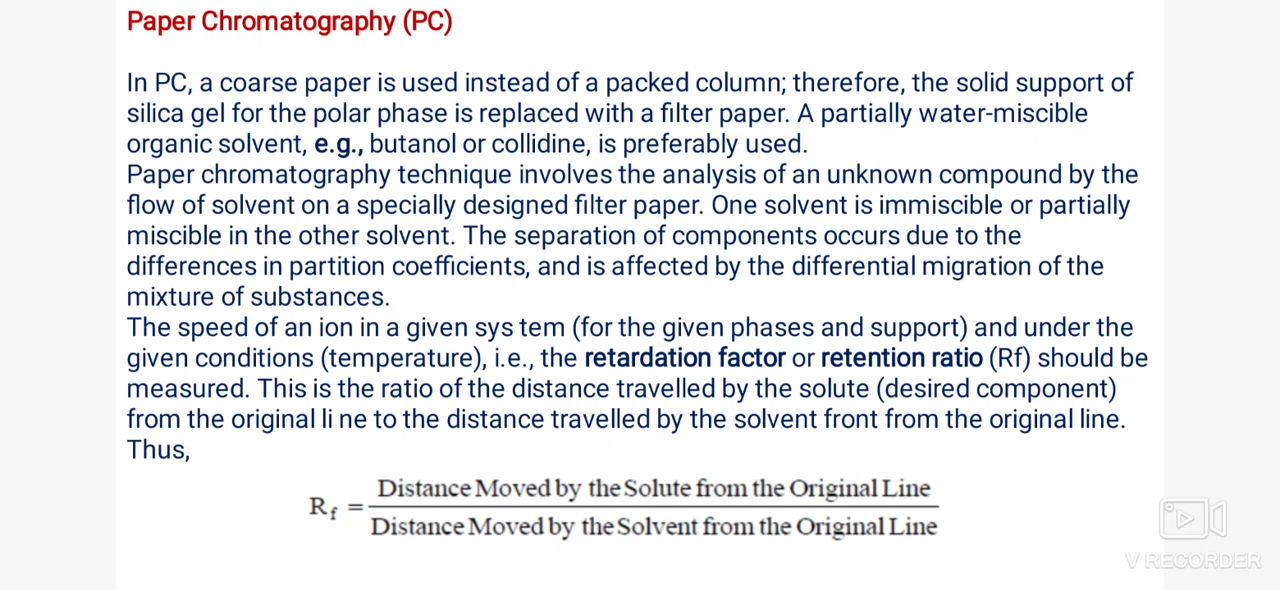 Paper Chromatography (PC)
In PC, a coarse paper is used instead of a packed column; therefore, the solid support of
silica gel for the polar phase is replaced with a filter paper. A partially water-miscible
organic solvent, e.g., butanol or collidine, is preferably used.
Paper chromatography technique involves the analysis of an unknown compound by the
flow of solvent on a specially designed filter paper. One solvent is immiscible or partially
miscible in the other solvent. The separation of components occurs due to the
differences in partition coefficients, and is affected by the differential migration of the
mixture of substances.
The speed of an ion in a given sys tem (for the given phases and support) and under the
given conditions (temperature), i.e., the retardation factor or retention ratio (Rf) should be
measured. This is the ratio of the distance travelled by the solute (desired component)
from the original li ne to the distance travelled by the solvent front from the original line.
Thus,
Rf = Distance Moved by the Solute from the Original Line
Distance Moved by the Solvent from the Original Line
V RECORDER